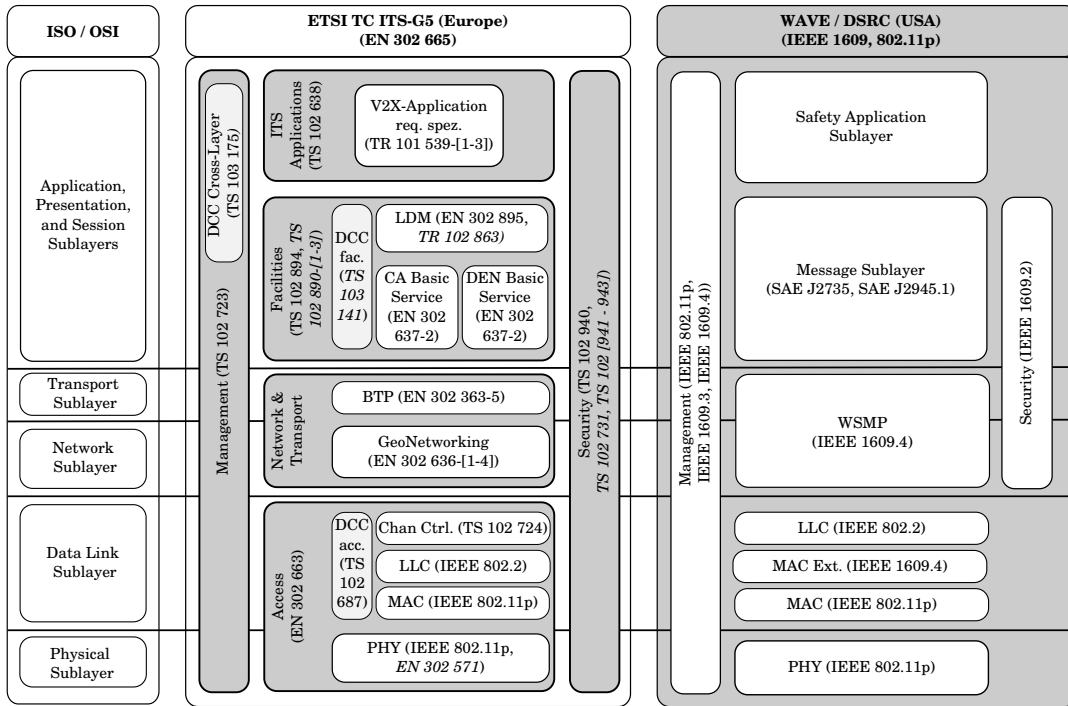 ISO / OSI
ETSI TC ITS-G5 (Europe)
(EN 302 665)
WAVE / DSRC (USA)
(IEEE 1609, 802.11p)
Application,
Presentation,
and Session
Sublayers
Transport
Sublayer
Network
Sublayer
Data Link
Sublayer
Physical
Sublayer
Management (TS 102 723)
DCC Cross-Layer
(TS 103 175)
ITS
Applications
(TS 102 638)
V2X-Application
req. spez.
(TR 101 539-[1-3])
Facilities
(TS 102 894, TS
102 890-[1-3])
DCC
fac.
(TS
103
141)
LDM (EN 302 895,
TR 102 863)
CA Basic
Service
(EN 302
637-2)
DEN Basic
Service
(EN 302
637-2)
Network &
Transport
BTP (EN 302 363-5)
GeoNetworking
(EN 302 636-[1-4])
Access
(EN 302 663)
DCC
acc.
(TS
102
687)
Chan Ctrl. (TS 102 724)
LLC (IEEE 802.2)
MAC (IEEE 802.11p)
PHY (IEEE 802.11p,
EN 302 571)
Security (TS 102 940,
TS 102 731, TS 102 [941 - 943])
Management (IEEE 802.11p,
IEEE 1609.3, IEEE 1609.4))
Safety Application
Sublayer
Message Sublayer
(SAE J2735, SAE J2945.1)
WSMP
(IEEE 1609.4)
Security (IEEE 1609.2)
LLC (IEEE 802.2)
MAC Ext. (IEEE 1609.4)
MAC (IEEE 802.11p)
PHY (IEEE 802.11p)